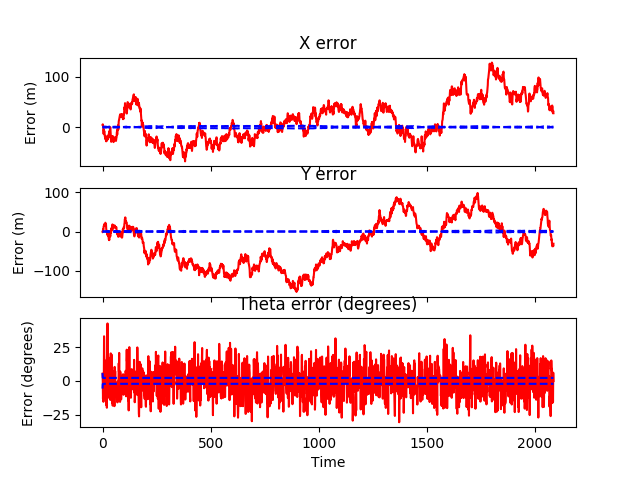 X error
100
0
Error (m)
Y error
100
0
−100
Error (m)
Theta error (degrees)
25
0
−25
Error (degrees)
0 500 1000 1500 2000
Time